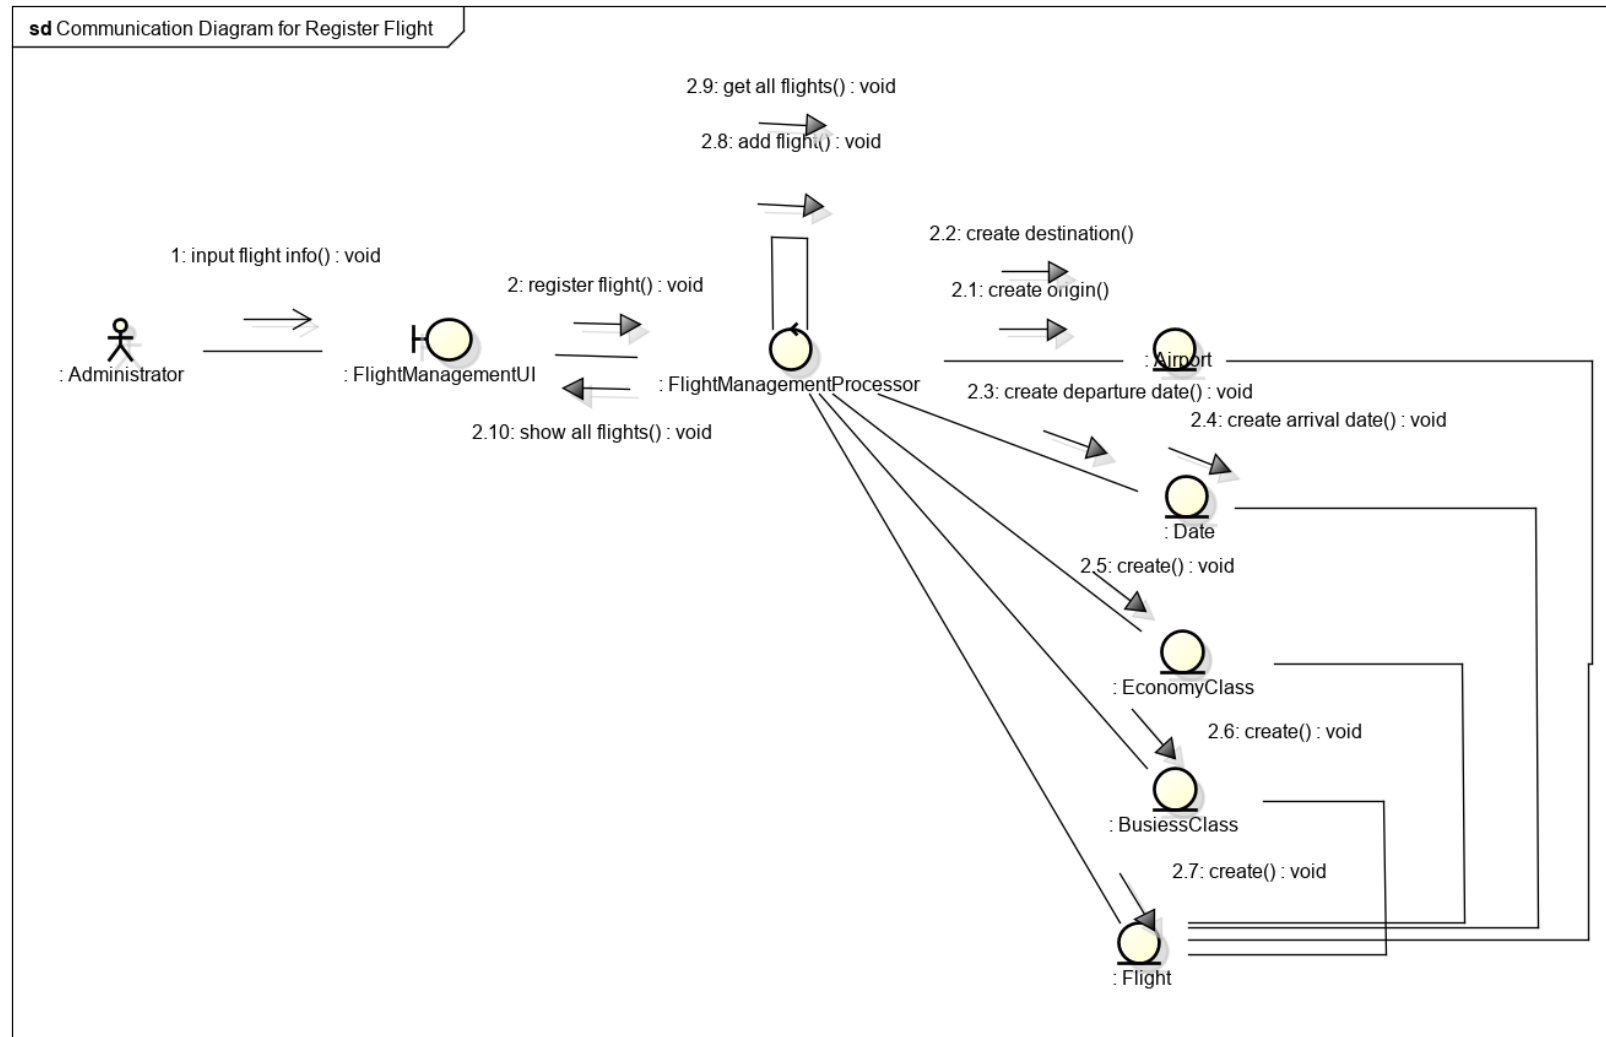 sd Communication Diagram for Register Flight
2.9: get all flights() : void
2.8: add flight() : void
2.2: create destination()
1: input flight info() : void
2: register flight() : void
2.1: create origin()
: Airport
: Administrator
: FlightManagementUI
: FlightManagementProcessor
2.3: create departure date() : void
2.4: create arrival date() : void
2.10: show all flights() : void
: Date
2.5: create() : void
: EconomyClass
2.6: create() : void
: BusiessClass
2.7: create() : void
: Flight